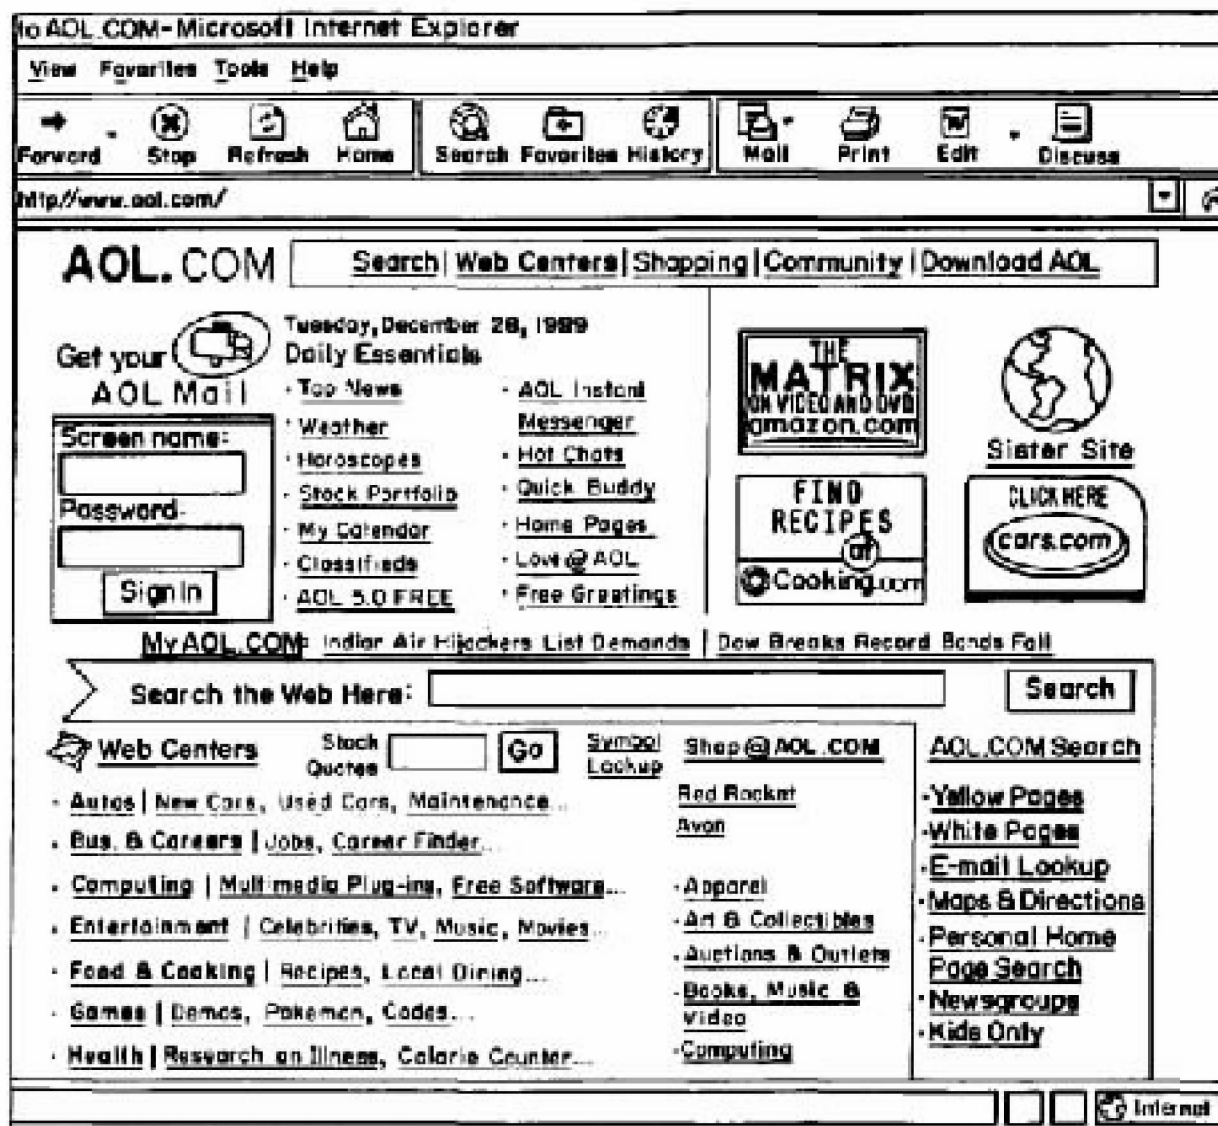 to AOL.COM-Microsoft Internet Explorer
View Favorites Tools Help
Forward Stop Refresh Home Search Favorites History Mail Print Edit Discuss
http//www.aol.com/
AOL.COM Search | Web Centers | Shopping | Community | Download AOL
Get your
AOL Mail
Screen name:
Password:
Sign In
Tuesday, December 28, 1999
Daily Essentials
· Top News
· Weather
· Horoscopes
· Stock Portfolio
· My Calendar
· Classifieds
· AOL 5.0 FREE
· AOL Instant
Messenger
· Hot Chats
· Quick Buddy
· Home Pages
· Love@AOL
· Free Greetings
THE
MATRIX
ON VIDEO AND DVD
amazon.com
Sister Site
FIND
RECIPES
at
Cooking.com
CLICK HERE
cars.com
My AOL.COM: Indian Air Hijackers List Demands | Dow Breaks Record Bonds Fall
Search the Web Here: Search
Web Centers
Stock
Quotes
Go
Symbol
Lookup
· Autos | New Cars, Used Cars, Maintenance...
· Bus. & Careers | Jobs, Career Finder...
· Computing | Multimedia Plug-ins, Free Software...
· Entertainment | Celebrities, TV, Music, Movies...
· Food & Cooking | Recipes, Local Dining...
· Games | Demos, Pokemon, Codes...
· Health | Research an Illness, Calorie Counter...
Shop@AOL.COM
Red Rocket
Avon
· Apparel
· Art & Collectibles
· Auctions & Outlets
· Books, Music &
Video
· Computing
AOL.COM Search
· Yellow Pages
· White Pages
· E-mail Lookup
· Maps & Directions
· Personal Home
Page Search
· Newsgroups
· Kids Only
Internet